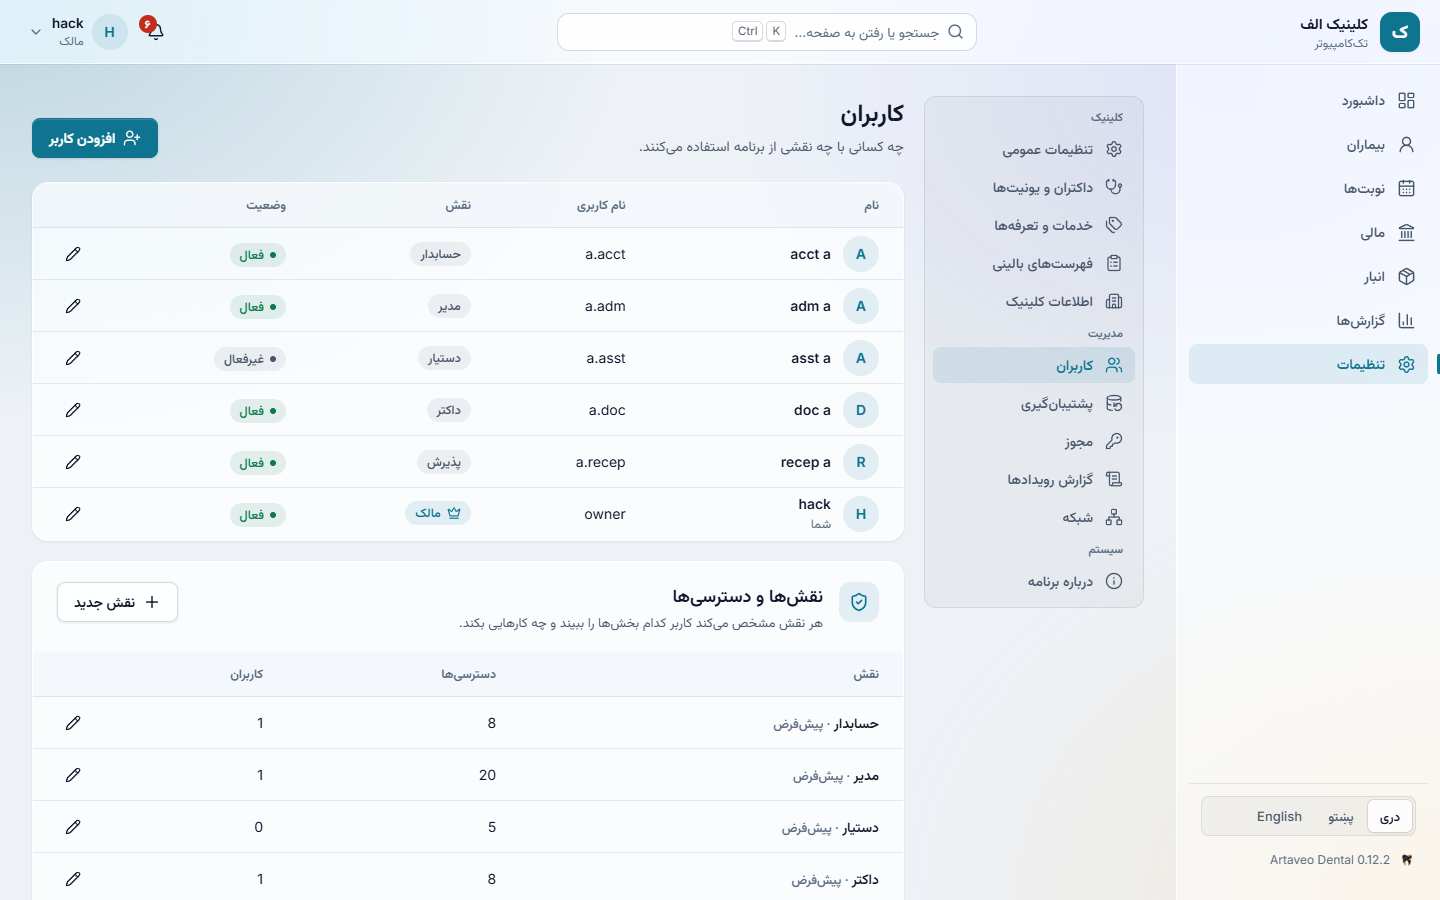 ک
کلینیک الف
تک‌کامپیوتر
جستجو یا رفتن به صفحه...
Ctrl K
۶
H
hack
مالک
داشبورد
بیماران
نوبت‌ها
مالی
انبار
گزارش‌ها
تنظیمات
دری
پښتو
English
Artaveo Dental 0.12.2
کلینیک
تنظیمات عمومی
داکتران و یونیت‌ها
خدمات و تعرفه‌ها
فهرست‌های بالینی
اطلاعات کلینیک
مدیریت
کاربران
پشتیبان‌گیری
مجوز
گزارش رویدادها
شبکه
سیستم
درباره برنامه
کاربران
چه کسانی با چه نقشی از برنامه استفاده می‌کنند.
افزودن کاربر
نام نام کاربری نقش وضعیت
A acct a a.acct حسابدار فعال
A adm a a.adm مدیر فعال
A asst a a.asst دستیار غیرفعال
D doc a a.doc داکتر فعال
R recep a a.recep پذیرش فعال
H hack owner مالک فعال
شما
نقش‌ها و دسترسی‌ها
هر نقش مشخص می‌کند کاربر کدام بخش‌ها را ببیند و چه کارهایی بکند.
نقش جدید
نقش دسترسی‌ها کاربران
حسابدار · پیش‌فرض 8 1
مدیر · پیش‌فرض 20 1
دستیار · پیش‌فرض 5 0
داکتر · پیش‌فرض 8 1